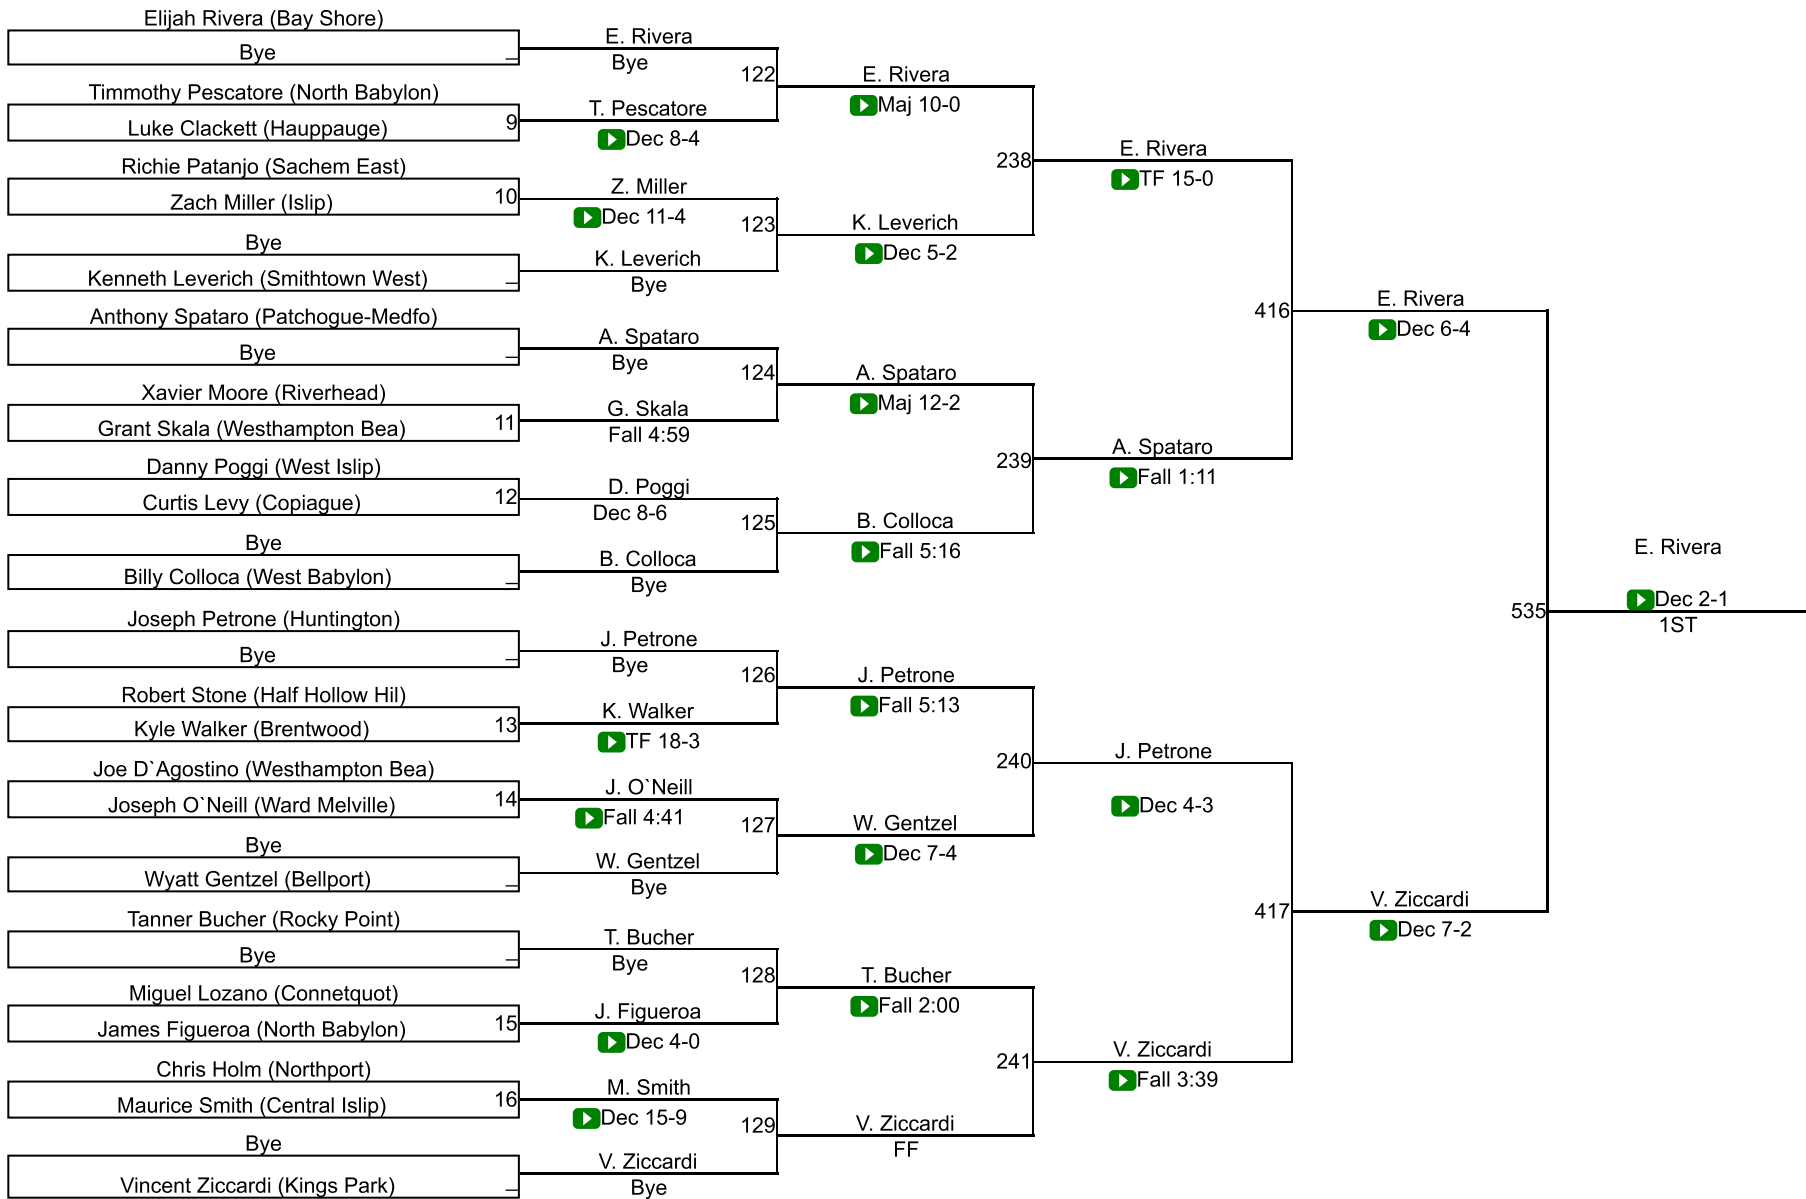 Elijah Rivera (Bay Shore)
Bye _
Timmothy Pescatore (North Babylon)
Luke Clackett (Hauppauge) 9
Richie Patanjo (Sachem East)
Zach Miller (Islip) 10
Bye
Kenneth Leverich (Smithtown West) _
Anthony Spataro (Patchogue-Medfo)
Bye _
Xavier Moore (Riverhead)
Grant Skala (Westhampton Bea) 11
Danny Poggi (West Islip)
Curtis Levy (Copiague) 12
Bye
Billy Colloca (West Babylon) _
Joseph Petrone (Huntington)
Bye _
Robert Stone (Half Hollow Hil)
Kyle Walker (Brentwood) 13
Joe D`Agostino (Westhampton Bea)
Joseph O`Neill (Ward Melville) 14
Bye
Wyatt Gentzel (Bellport) _
Tanner Bucher (Rocky Point)
Bye _
Miguel Lozano (Connetquot)
James Figueroa (North Babylon) 15
Chris Holm (Northport)
Maurice Smith (Central Islip) 16
Bye
Vincent Ziccardi (Kings Park) _
E. Rivera
Bye
122
T. Pescatore
Dec 8-4
Z. Miller
Dec 11-4
123
K. Leverich
Bye
A. Spataro
Bye
124
G. Skala
Fall 4:59
D. Poggi
Dec 8-6
125
B. Colloca
Bye
J. Petrone
Bye
126
K. Walker
TF 18-3
J. O`Neill
Fall 4:41
127
W. Gentzel
Bye
T. Bucher
Bye
128
J. Figueroa
Dec 4-0
M. Smith
Dec 15-9
129
V. Ziccardi
Bye
E. Rivera
Maj 10-0
238
K. Leverich
Dec 5-2
A. Spataro
Maj 12-2
239
B. Colloca
Fall 5:16
J. Petrone
Fall 5:13
240
W. Gentzel
Dec 7-4
T. Bucher
Fall 2:00
241
V. Ziccardi
FF
E. Rivera
TF 15-0
416
A. Spataro
Fall 1:11
J. Petrone
Dec 4-3
417
V. Ziccardi
Fall 3:39
E. Rivera
Dec 6-4
535
V. Ziccardi
Dec 7-2
E. Rivera
Dec 2-1
1ST